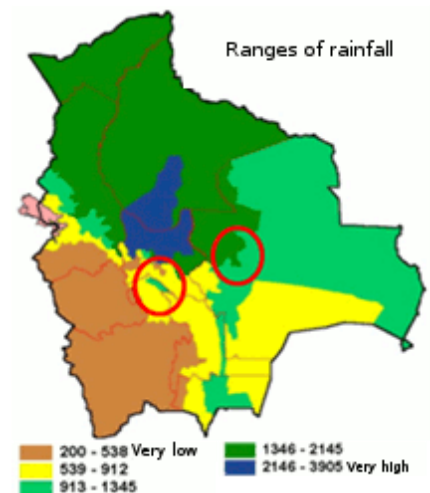 Ranges of rainfall
200 - 538 Very low
539 - 912
913 - 1345
1346 - 2145
2146 - 3905 Very high